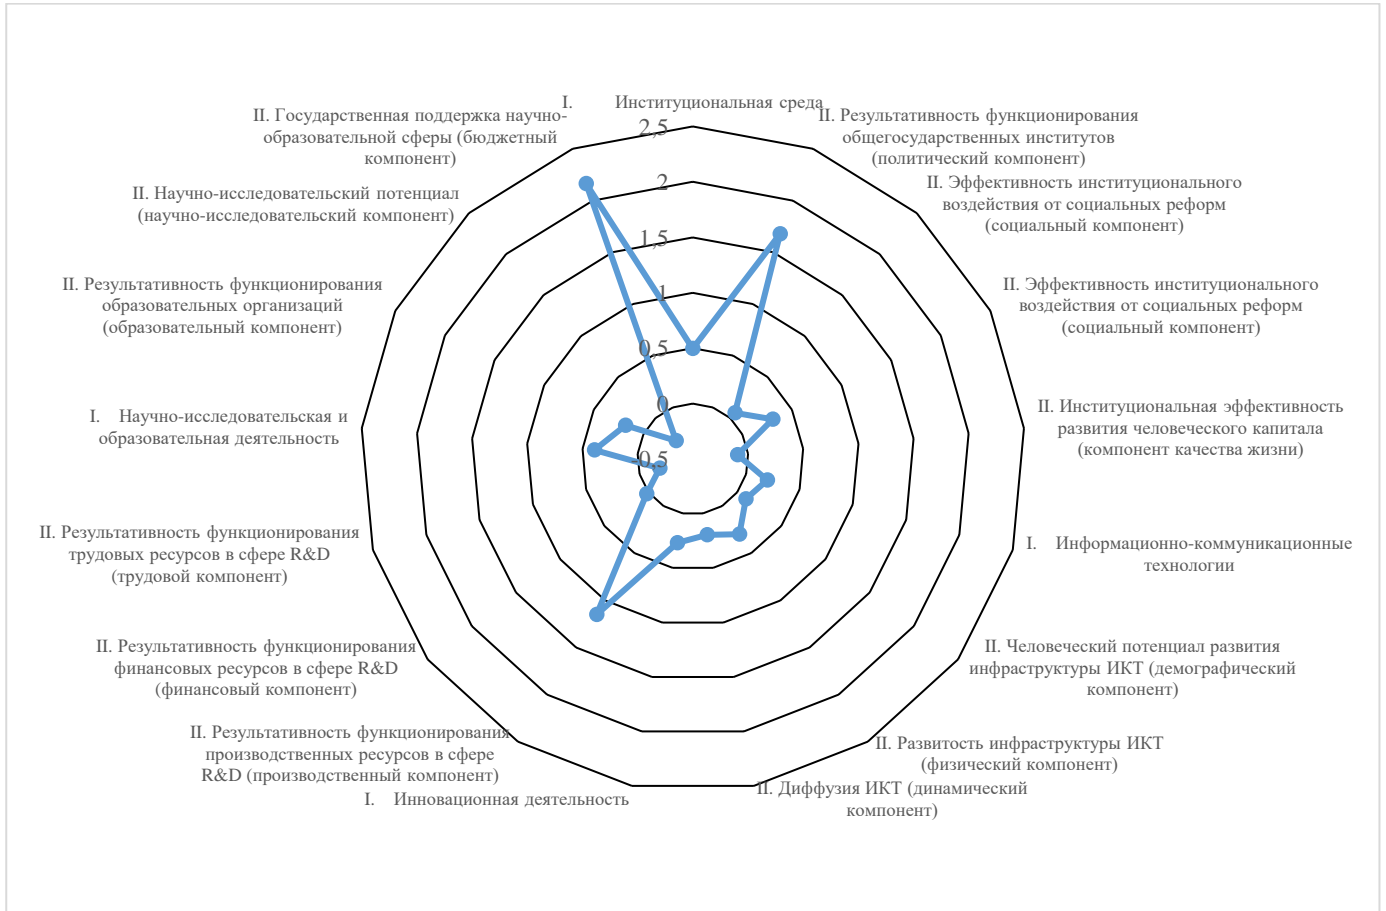 I. Институциональная среда
II. Результативность функционирования
общегосударственных институтов
(политический компонент)
II. Эффективность институционального
воздействия от социальных реформ
(социальный компонент)
II. Эффективность институционального
воздействия от социальных реформ
(социальный компонент)
II. Институциональная эффективность
развития человеческого капитала
(компонент качества жизни)
I. Информационно-коммуникационные
технологии
II. Человеческий потенциал развития
инфраструктуры ИКТ (демографический
компонент)
II. Развитость инфраструктуры ИКТ
(физический компонент)
II. Диффузия ИКТ (динамический
компонент)
I. Инновационная деятельность
II. Результативность функционирования
производственных ресурсов в сфере
R&D (производственный компонент)
II. Результативность функционирования
финансовых ресурсов в сфере R&D
(финансовый компонент)
II. Результативность функционирования
трудовых ресурсов в сфере R&D
(трудовой компонент)
I. Научно-исследовательская и
образовательная деятельность
II. Результативность функционирования
образовательных организаций
(образовательный компонент)
II. Научно-исследовательский потенциал
(научно-исследовательский компонент)
II. Государственная поддержка научно-
образовательной сферы (бюджетный
компонент)
2,5
2
1,5
1
0,5
0
-0,5